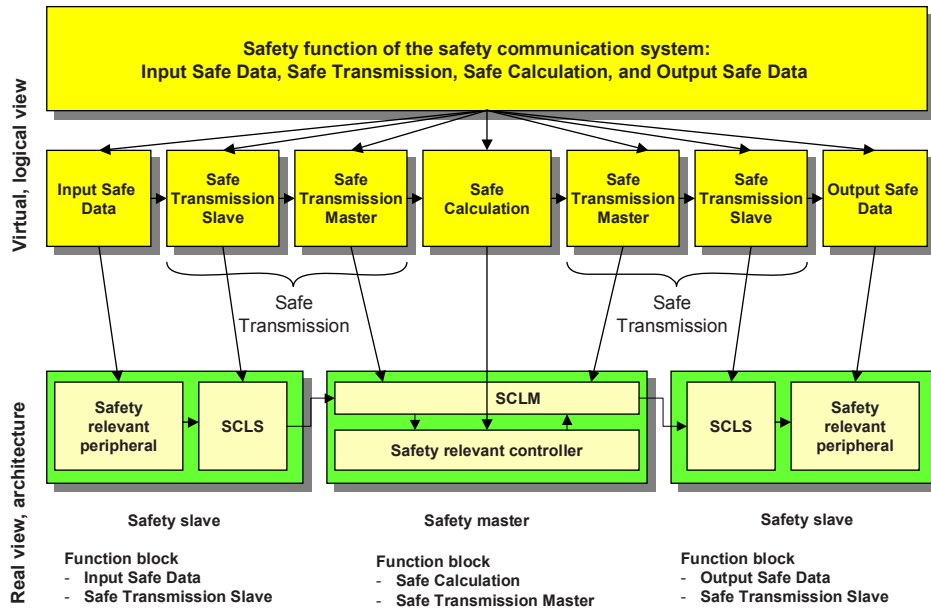 Safety function of the safety communication system:
Input Safe Data, Safe Transmission, Safe Calculation, and Output Safe Data
Virtual, logical view
Input Safe
Data
Safe
Transmission
Slave
Safe
Transmission
Master
Safe
Calculation
Safe
Transmission
Master
Safe
Transmission
Slave
Output Safe
Data
Safe
Transmission
Safe
Transmission
Real view, architecture
Safety
relevant
peripheral
SCLS
SCLM
Safety relevant controller
SCLS
Safety
relevant
peripheral
Safety slave
Safety master
Safety slave
Function block
- Input Safe Data
- Safe Transmission Slave
Function block
- Safe Calculation
- Safe Transmission Master
Function block
- Output Safe Data
- Safe Transmission Slave